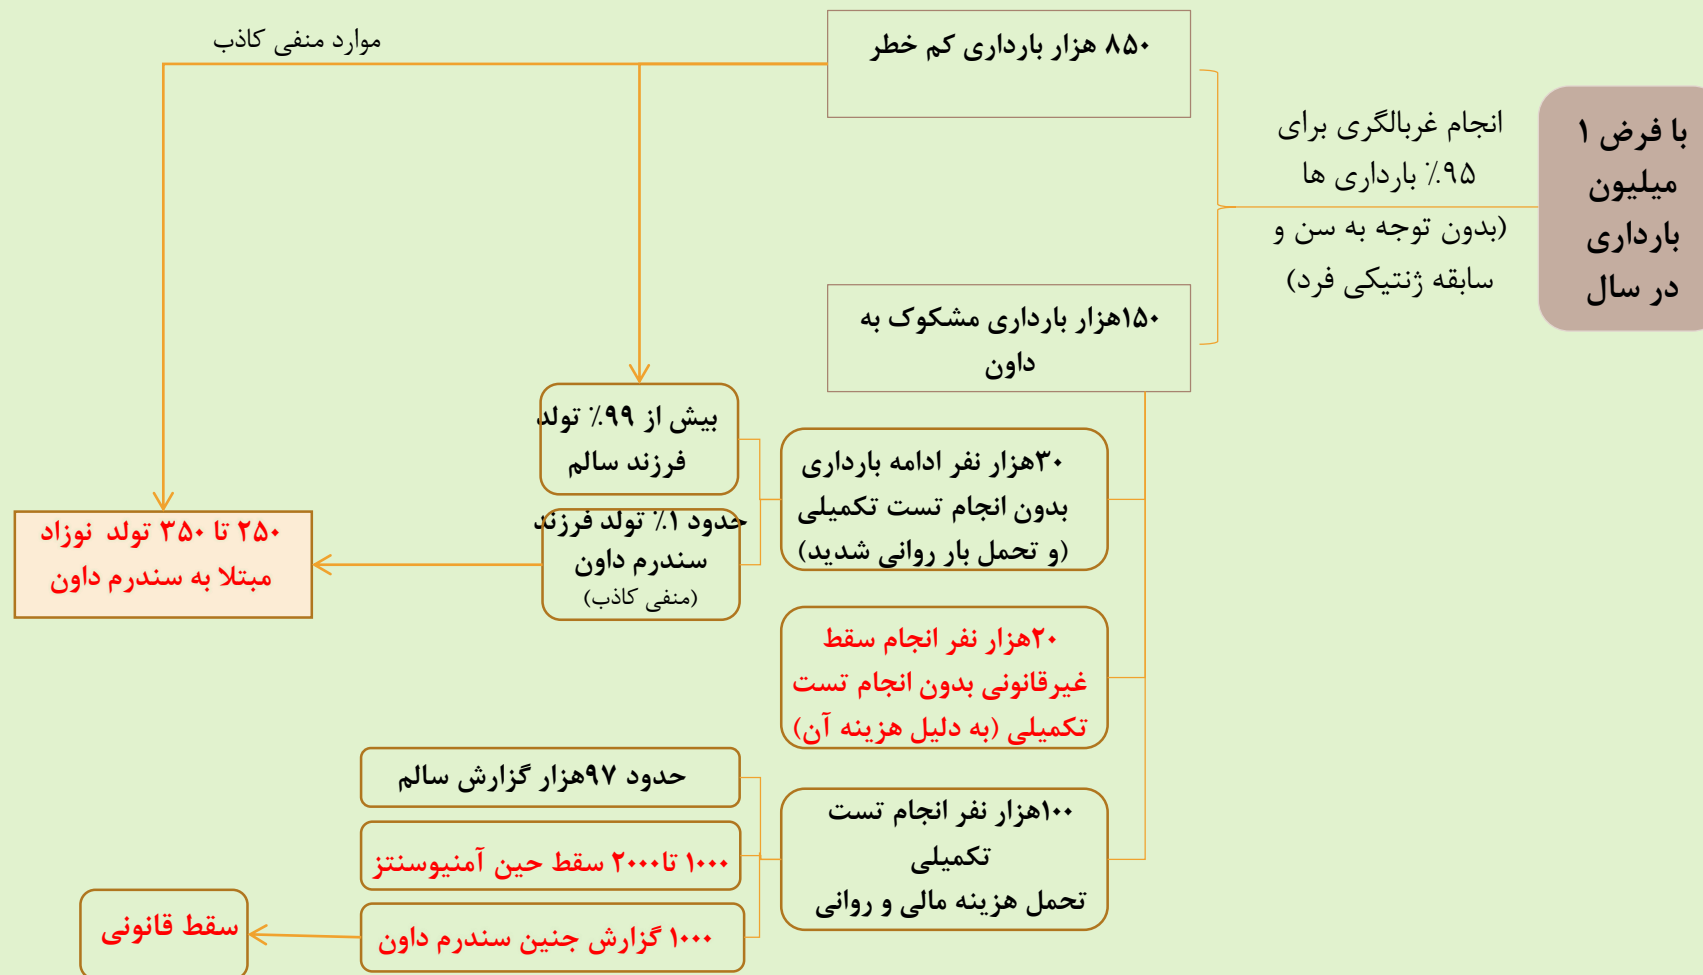 با فرض ۱
میلیون
بارداری
در سال
انجام غربالگری برای
۹۵٪ بارداری ها
(بدون توجه به سن و
سابقه ژنتیکی فرد)
۸۵۰ هزار بارداری کم خطر
موارد منفی کاذب
۱۵۰هزار بارداری مشکوک به
داون
۳۰هزار نفر ادامه بارداری
بدون انجام تست تکمیلی
(و تحمل بار روانی شدید)
بیش از ۹۹٪ تولد
فرزند سالم
حدود ۱٪ تولد فرزند
سندرم داون
(منفی کاذب)
۲۵۰ تا ۳۵۰ تولد نوزاد
مبتلا به سندرم داون
۲۰هزار نفر انجام سقط
غیرقانونی بدون انجام تست
تکمیلی (به دلیل هزینه آن)
۱۰۰هزار نفر انجام تست
تکمیلی
تحمل هزینه مالی و روانی
حدود ۹۷هزار گزارش سالم
۱۰۰۰ تا۲۰۰۰ سقط حین آمنیوسنتز
۱۰۰۰ گزارش جنین سندرم داون
سقط قانونی